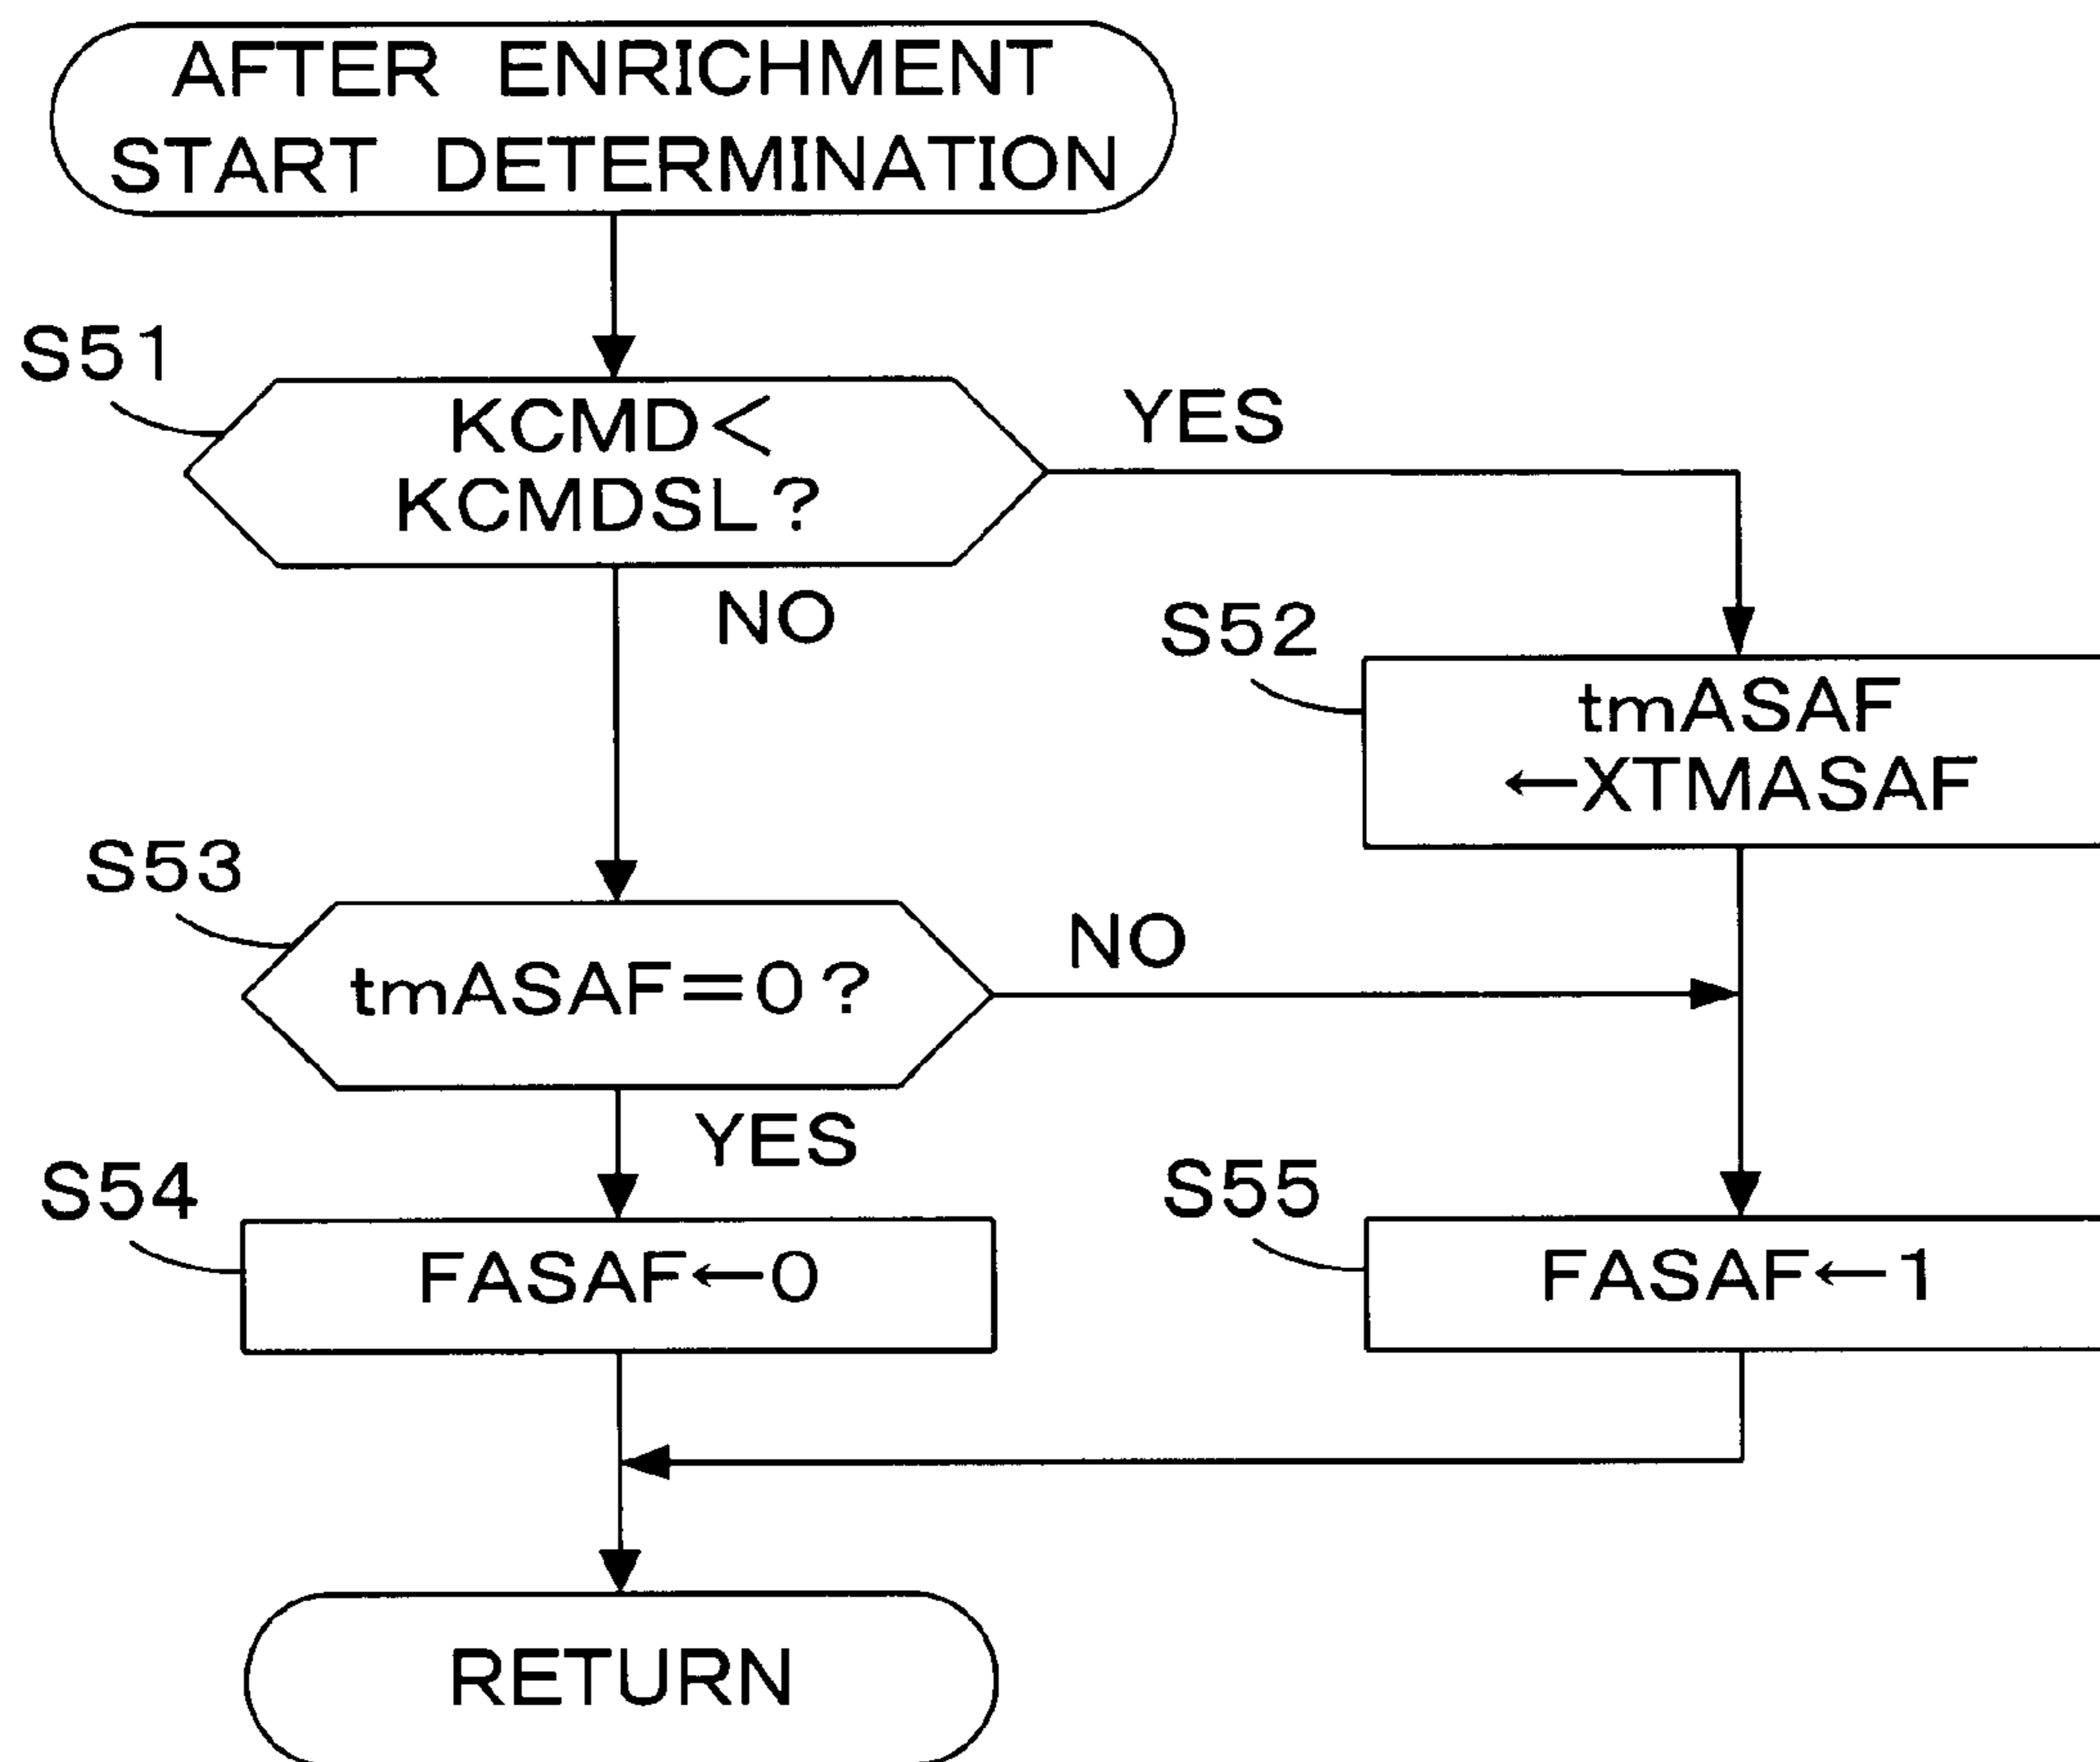 AFTER ENRICHMENT
START DETERMINATION
S51
KCMD<
KCMDSL?
YES
NO
S52
tmASAF
←XTMASAF
S53
tmASAF=0?
NO
YES
S54
FASAF←0
S55
FASAF←1
RETURN